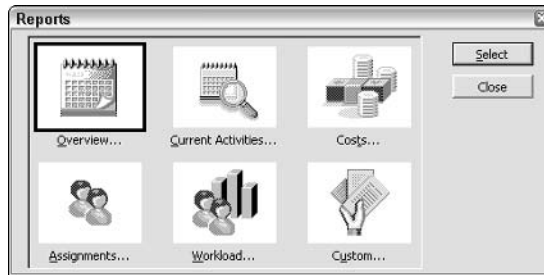 Reports
Select
Close
Overview...
Current Activities...
Costs...
Assignments...
Workload...
Custom...